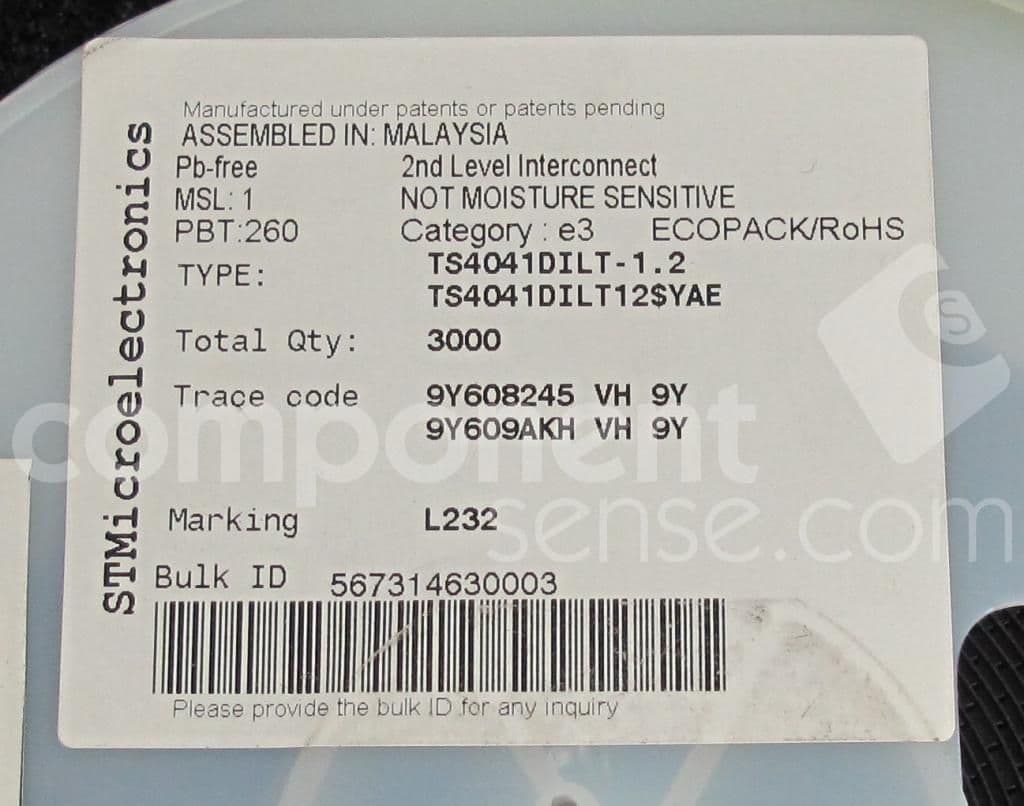 STMicroelectronics
Manufactured under patents or patents pending
ASSEMBLED IN: MALAYSIA
Pb-free 2nd Level Interconnect
MSL: 1 NOT MOISTURE SENSITIVE
PBT:260 Category : e3 ECOPACK/RoHS
TYPE: TS4041DILT-1.2
TS4041DILT12$YAE
Total Qty: 3000
Trace code 9Y608245 VH 9Y
9Y609AKH VH 9Y
Marking L232
Bulk ID 567314630003
Please provide the bulk ID for any inquiry
component
sense.com
cs